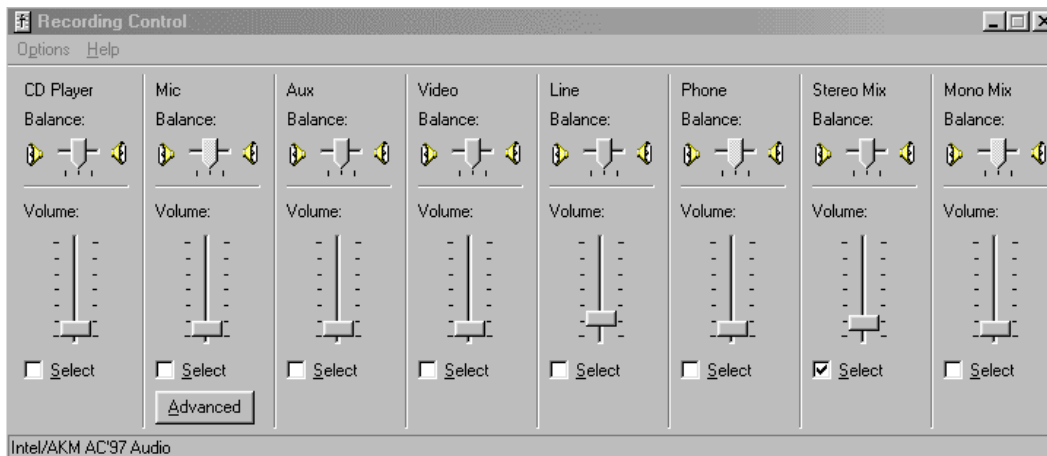 Recording Control
Options Help
CD Player Mic Aux Video Line Phone Stereo Mix Mono Mix
Balance: Balance: Balance: Balance: Balance: Balance: Balance: Balance:
Volume: Volume: Volume: Volume: Volume: Volume: Volume: Volume:
Select Select Select Select Select Select Select Select
Advanced
Intel/AKM AC'97 Audio